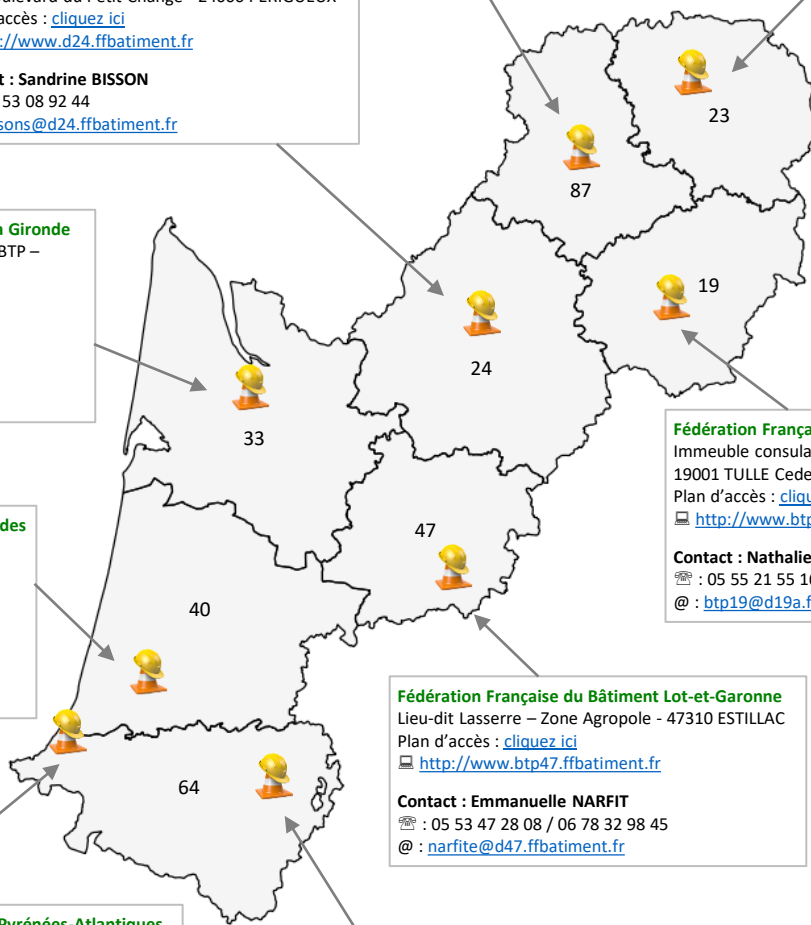 accès : cliquez ici
://www.d24.ffbatiment.fr
t : Sandrine BISSON
53 08 92 44
sons@d24.ffbatiment.fr
23
87
Gironde
BTP –
19
24
33
Fédération França
Immeuble consula
19001 TULLE Cede
Plan d'accès : cliqu
http://www.btp
Contact : Nathalie
☏ : 05 55 21 55 16
@ : btp19@d19a.f
des
47
40
Fédération Française du Bâtiment Lot-et-Garonne
Lieu-dit Lasserre – Zone Agropole - 47310 ESTILLAC
Plan d'accès : cliquez ici
http://www.btp47.ffbatiment.fr
Contact : Emmanuelle NARFIT
☏ : 05 53 47 28 08 / 06 78 32 98 45
@ : narfite@d47.ffbatiment.fr
64
Pyrénées-Atlantiques